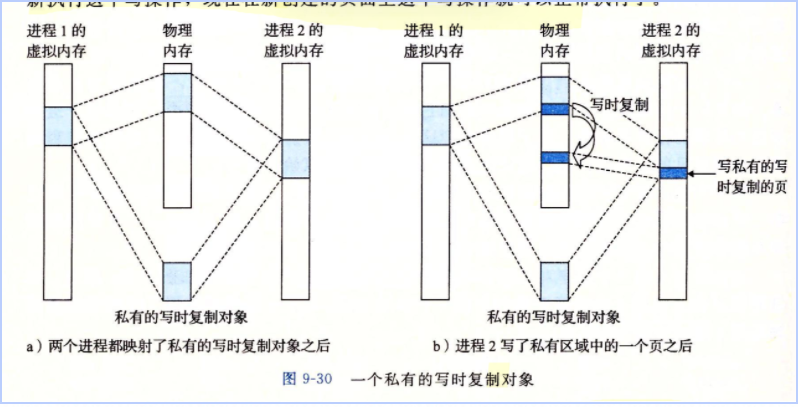 新执行这个写操作，现在在新创建的页面上这个写操作就可以正常执行了。
进程1的
虚拟内存
物理
内存
进程2的
虚拟内存
私有的写时复制对象
a）两个进程都映射了私有的写时复制对象之后
进程1的
虚拟内存
物理
内存
进程2的
虚拟内存
写时复制
写私有的写
时复制的页
私有的写时复制对象
b）进程2写了私有区域中的一个页之后
图 9-30 一个私有的写时复制对象